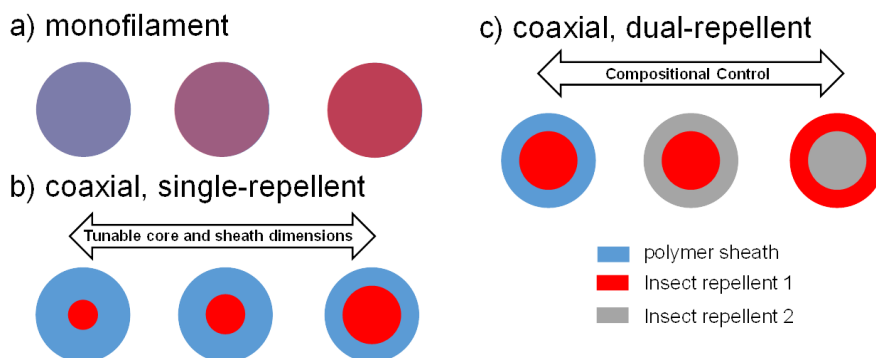 a) monofilament
b) coaxial, single-repellent
Tunable core and sheath dimensions
c) coaxial, dual-repellent
Compositional Control
polymer sheath
Insect repellent 1
Insect repellent 2